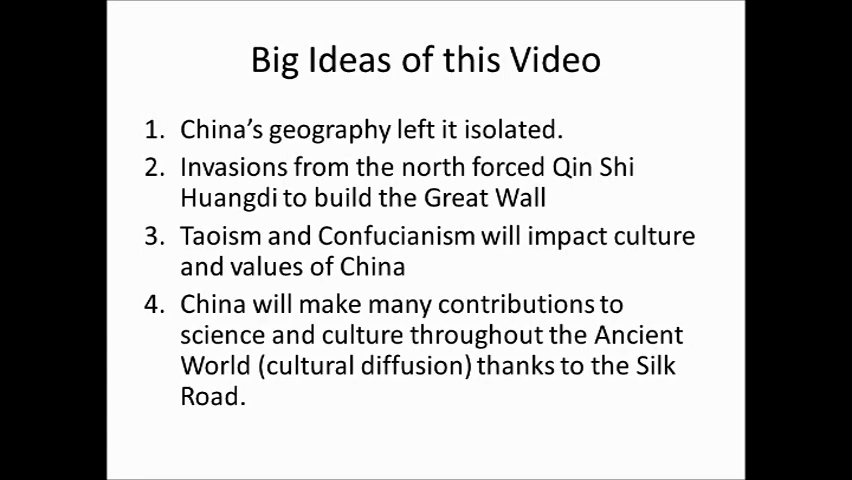 Big Ideas of this Video
1. China's geography left it isolated.
2. Invasions from the north forced Qin Shi
Huangdi to build the Great Wall
3. Taoism and Confucianism will impact culture
and values of China
4. China will make many contributions to
science and culture throughout the Ancient
World (cultural diffusion) thanks to the Silk
Road.